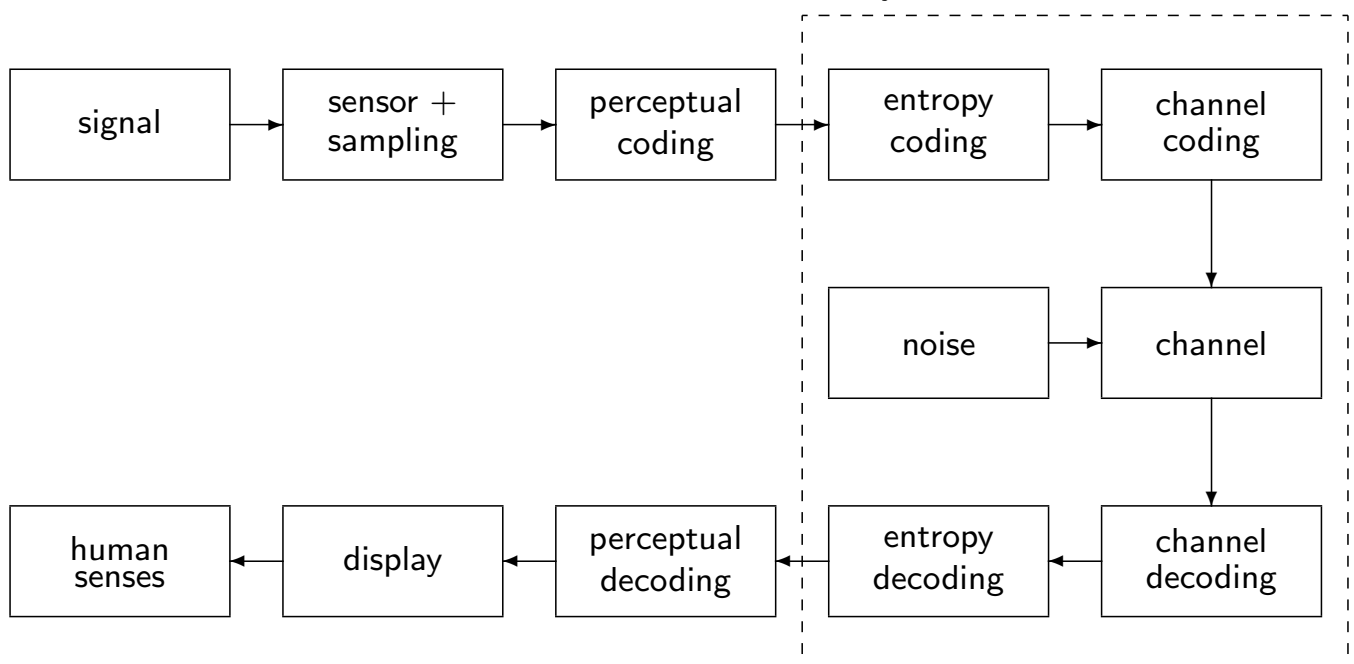 signal
sensor +
sampling
perceptual
coding
entropy
coding
channel
coding
noise
channel
human
senses
display
perceptual
decoding
entropy
decoding
channel
decoding